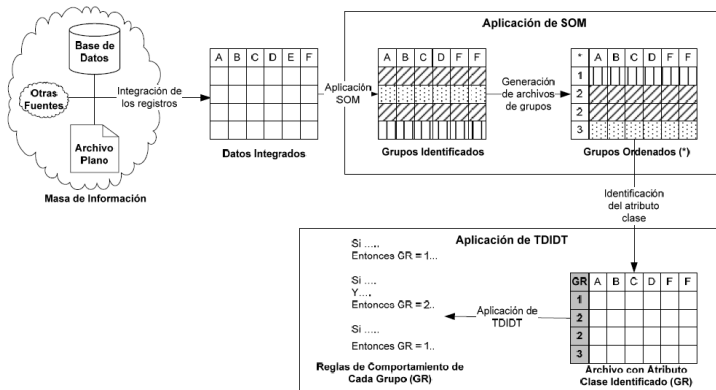 Aplicación de SOM
Base de
Datos
Otras
Fuentes
Archivo
Plano
Masa de Información
Integración de
los registros
A B C D E F
Datos Integrados
Aplicación
SOM
A B C D F F
Grupos Identificados
Generación
de archivos
de grupos
* A B C D F F
1
2
2
3
Grupos Ordenados (*)
Identificación
del atributo
clase
Aplicación de TDIDT
Si .....
Entonces GR = 1...
Si ....
Y....
Entonces GR = 2..
Si ....
Entonces GR = 1..
Reglas de Comportamiento de
Cada Grupo (GR)
Aplicación de
TDIDT
GR A B C D F F
1
2
2
3
Archivo con Atributo
Clase Identificado (GR)